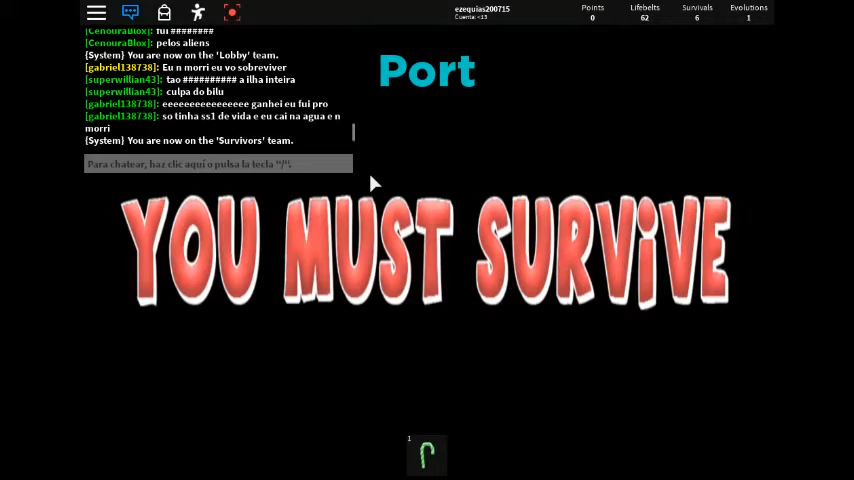 ezequias200715
Cuenta: <13
Points
0
Lifebelts
62
Survivals
6
Evolutions
1
[CenouraBlox]: fui ########
[CenouraBlox]: pelos aliens
{System} You are now on the 'Lobby' team.
[gabriel138738]: Eu n morri eu vo sobreviver
[superwillian43]: tao ########## a ilha inteira
[superwillian43]: culpa do bilu
[gabriel138738]: eeeeeeeeeeeeeee ganhei eu fui pro
[gabriel138738]: so tinha ss1 de vida e eu cai na agua e n
morri
{System} You are now on the 'Survivors' team.
Para chatear, haz clic aquí o pulsa la tecla "/".
Port
YOU MUST SURViVE
1